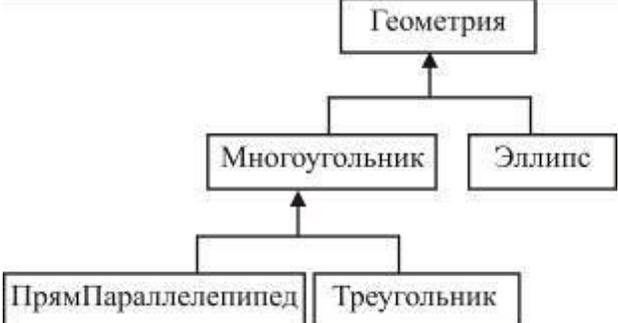 Геометрия
Многоугольник
Эллипс
ПрямПараллелепипед
Треугольник